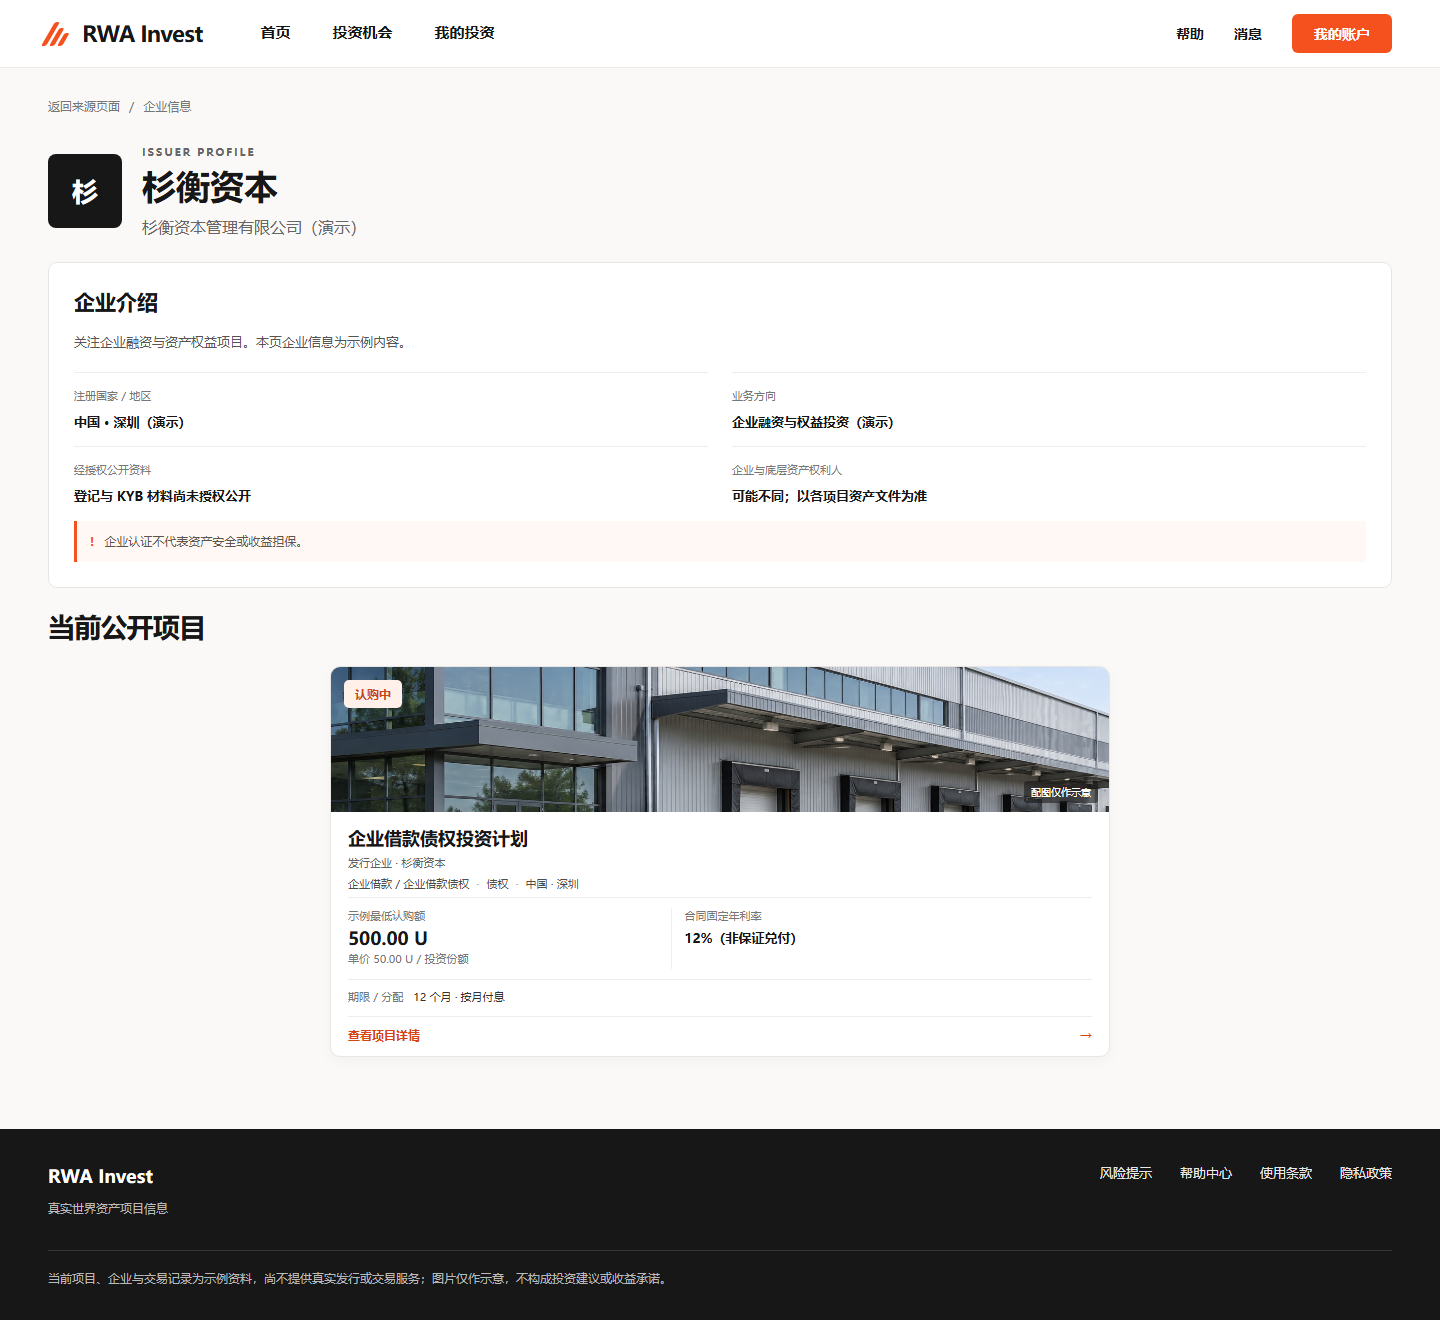 RWA Invest
首页
投资机会
我的投资
帮助
消息
我的账户
返回来源页面 / 企业信息
杉
ISSUER PROFILE
杉衡资本
杉衡资本管理有限公司（演示）
企业介绍
关注企业融资与资产权益项目。本页企业信息为示例内容。
注册国家 / 地区
中国 • 深圳（演示）
业务方向
企业融资与权益投资（演示）
经授权公开资料
登记与 KYB 材料尚未授权公开
企业与底层资产权利人
可能不同；以各项目资产文件为准
! 企业认证不代表资产安全或收益担保。
当前公开项目
认购中
配图仅作示意
企业借款债权投资计划
发行企业 · 杉衡资本
企业借款 / 企业借款债权 · 债权 · 中国 · 深圳
示例最低认购额
500.00 U
单价 50.00 U / 投资份额
合同固定年利率
12%（非保证兑付）
期限 / 分配 12 个月 · 按月付息
查看项目详情 →
RWA Invest
真实世界资产项目信息
风险提示
帮助中心
使用条款
隐私政策
当前项目、企业与交易记录为示例资料，尚不提供真实发行或交易服务；图片仅作示意，不构成投资建议或收益承诺。